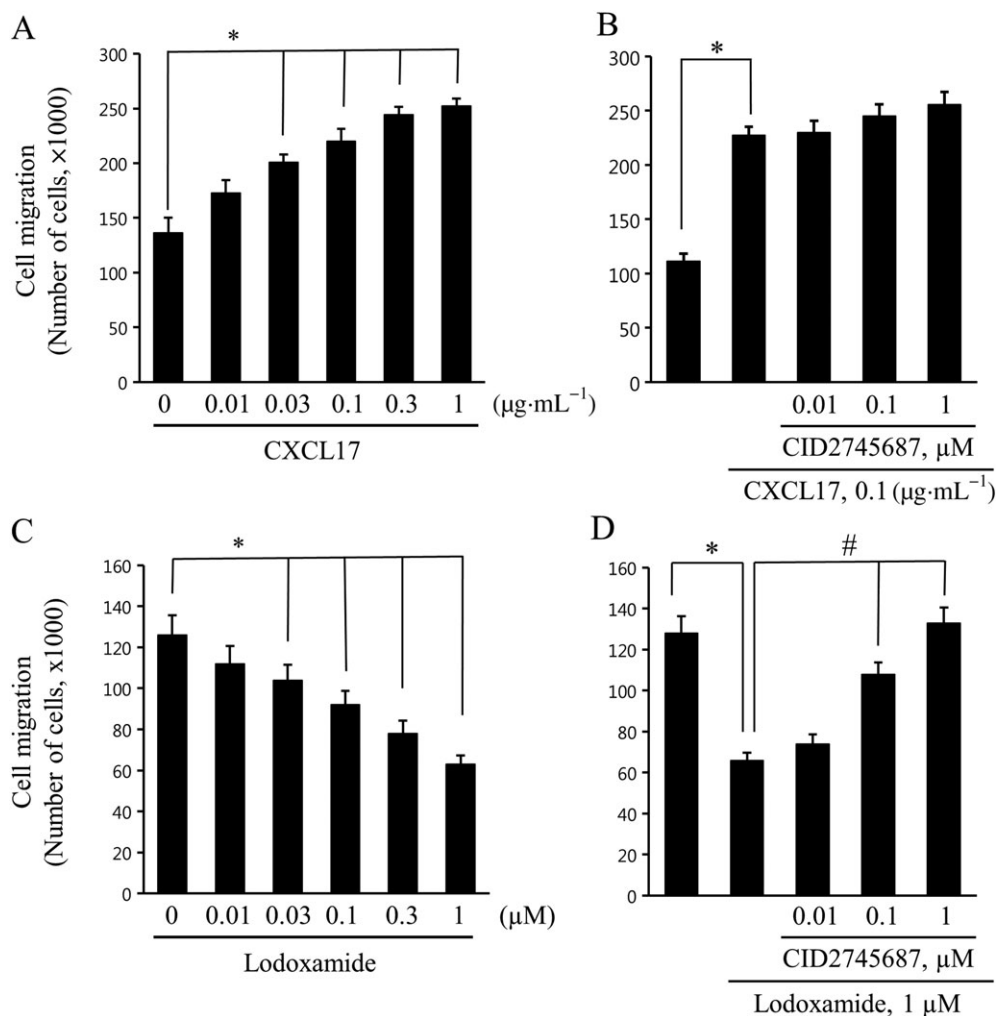 A
Cell migration
(Number of cells, ×1000)
300
250
200
150
100
50
0
*
0 0.01 0.03 0.1 0.3 1 (µg·mL⁻¹)
CXCL17
B
300
250
200
150
100
50
0
*
0.01 0.1 1
CID2745687, µM
CXCL17, 0.1 (µg·mL⁻¹)
C
Cell migration
(Number of cells, x1000)
160
140
120
100
80
60
40
20
0
*
0 0.01 0.03 0.1 0.3 1 (µM)
Lodoxamide
D
160
140
120
100
80
60
40
20
0
* #
0.01 0.1 1
CID2745687, µM
Lodoxamide, 1 µM